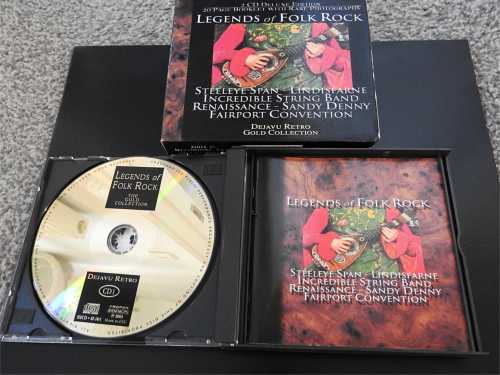 2 CD Deluxe Edition
20 Page Booklet with Rare Photographs
Legends of Folk Rock
Steeleye Span - Lindisfarne
Incredible String Band
Renaissance - Sandy Denny
Fairport Convention
Dejavu Retro
Gold Collection
Legends of
Folk Rock
The Gold
Collection
Dejavu Retro
CD1
Legends of Folk Rock
Steeleye Span - Lindisfarne
Incredible String Band
Renaissance - Sandy Denny
Fairport Convention